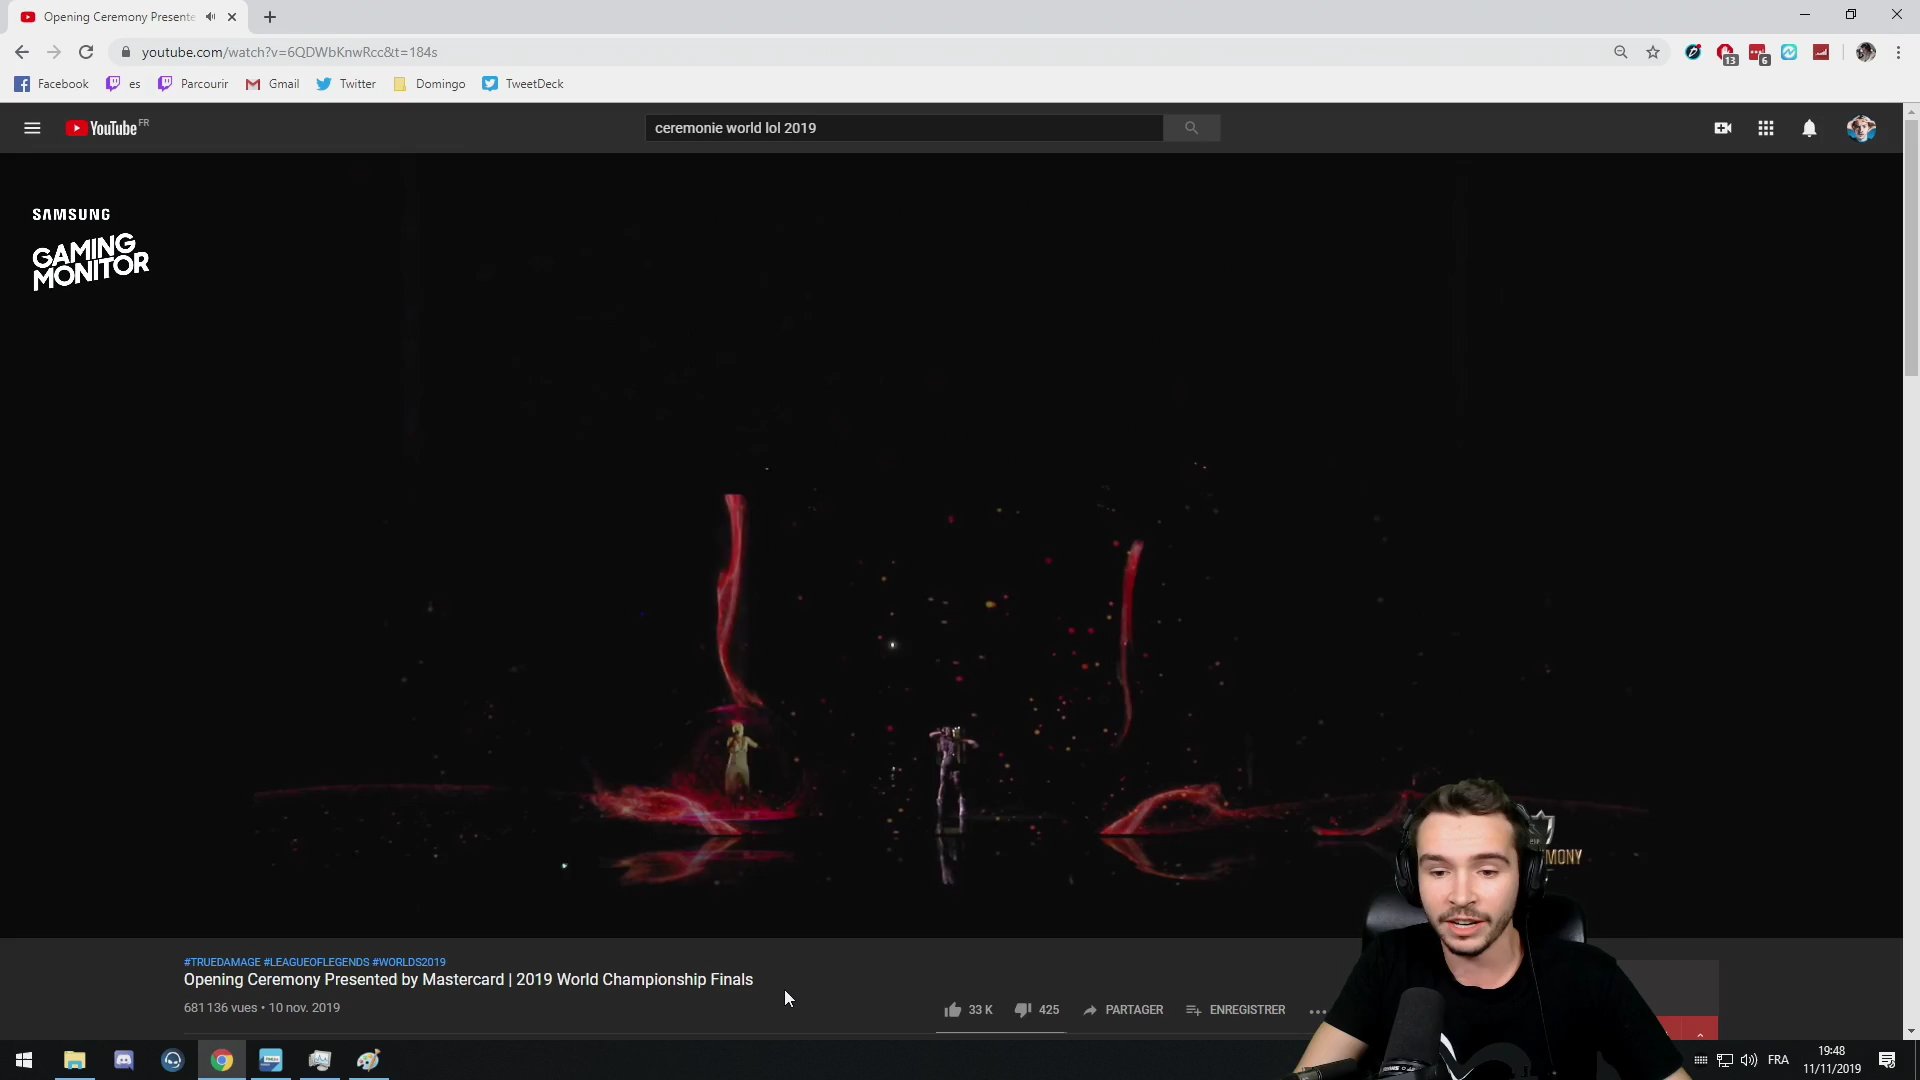 Opening Ceremony Presente
youtube.com/watch?v=6QDWbKnwRcc&t=184s
13
6
Facebook
es
Parcourir
Gmail
Twitter
Domingo
TweetDeck
YouTube FR
ceremonie world lol 2019
SAMSUNG
GAMING
MONITOR
MONY
#TRUEDAMAGE #LEAGUEOFLEGENDS #WORLDS2019
Opening Ceremony Presented by Mastercard | 2019 World Championship Finals
681 136 vues • 10 nov. 2019
33 K
425
PARTAGER
ENREGISTRER
FRA
19:48
11/11/2019